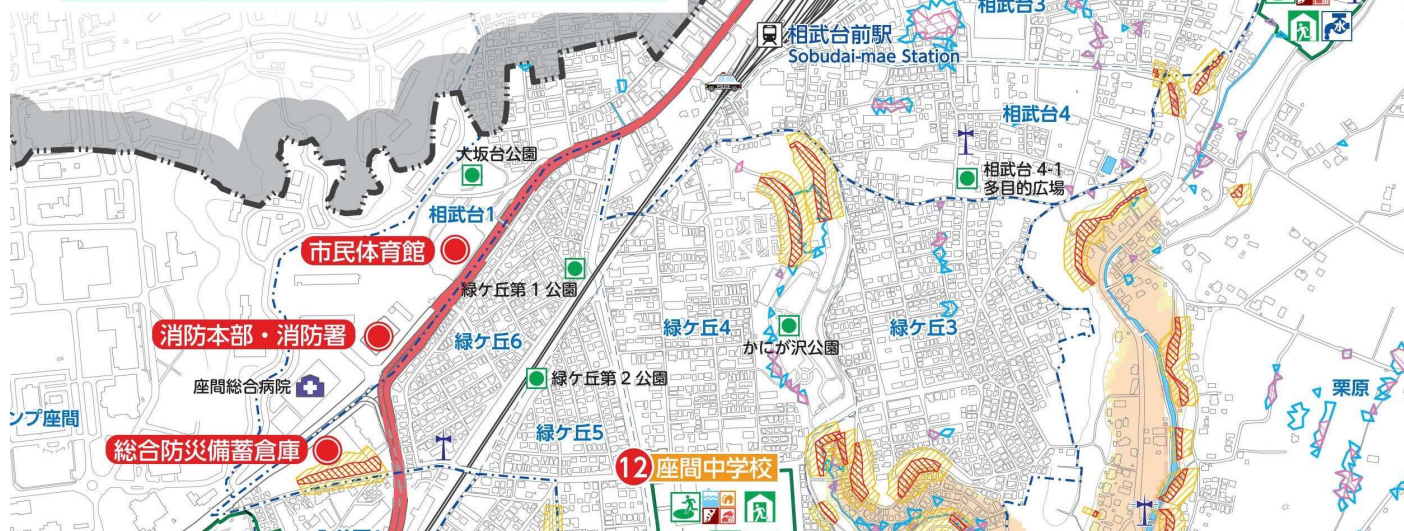 相武台3
相武台前駅
Sobudai-mae Station
相武台4
大坂台公園
相武台 4-1
多目的広場
相武台1
市民体育館
緑ケ丘第 1 公園
消防本部・消防署
緑ケ丘6
緑ケ丘4
緑ケ丘3
かにが沢公園
座間総合病院
緑ケ丘第 2 公園
栗原
ンプ座間
緑ケ丘5
総合防災備蓄倉庫
12 座間中学校
水